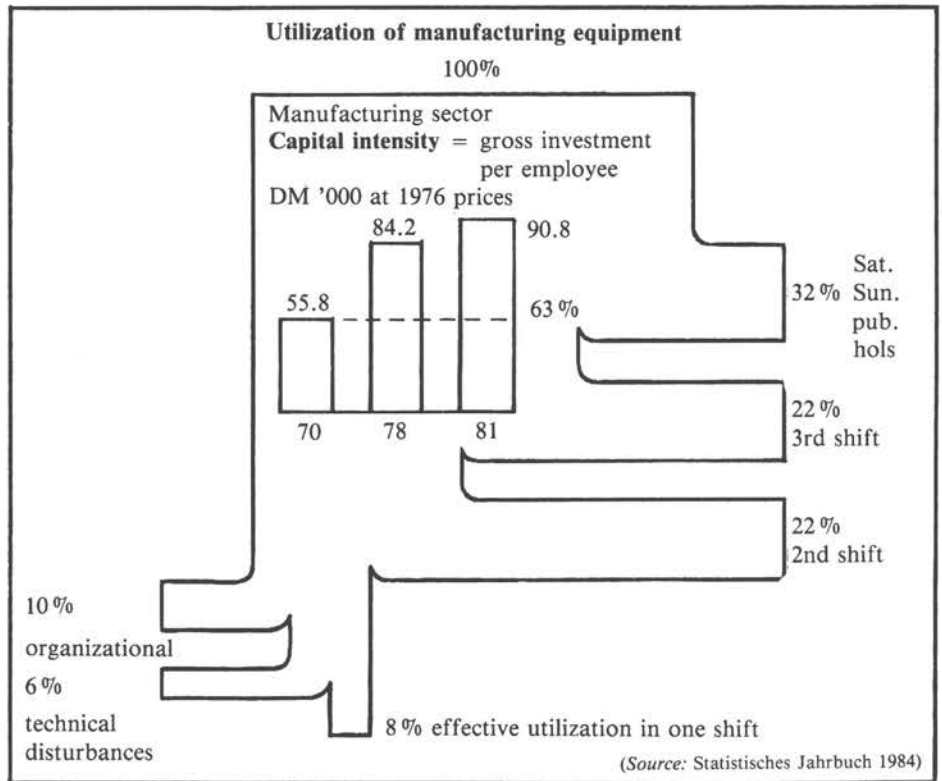 Utilization of manufacturing equipment
100%
Manufacturing sector
Capital intensity = gross investment
per employee
DM '000 at 1976 prices
84.2
90.8
55.8
63%
70
78
81
32% Sat.
Sun.
pub.
hols
22%
3rd shift
22%
2nd shift
10%
organizational
6%
technical
disturbances
8% effective utilization in one shift
(Source: Statistisches Jahrbuch 1984)